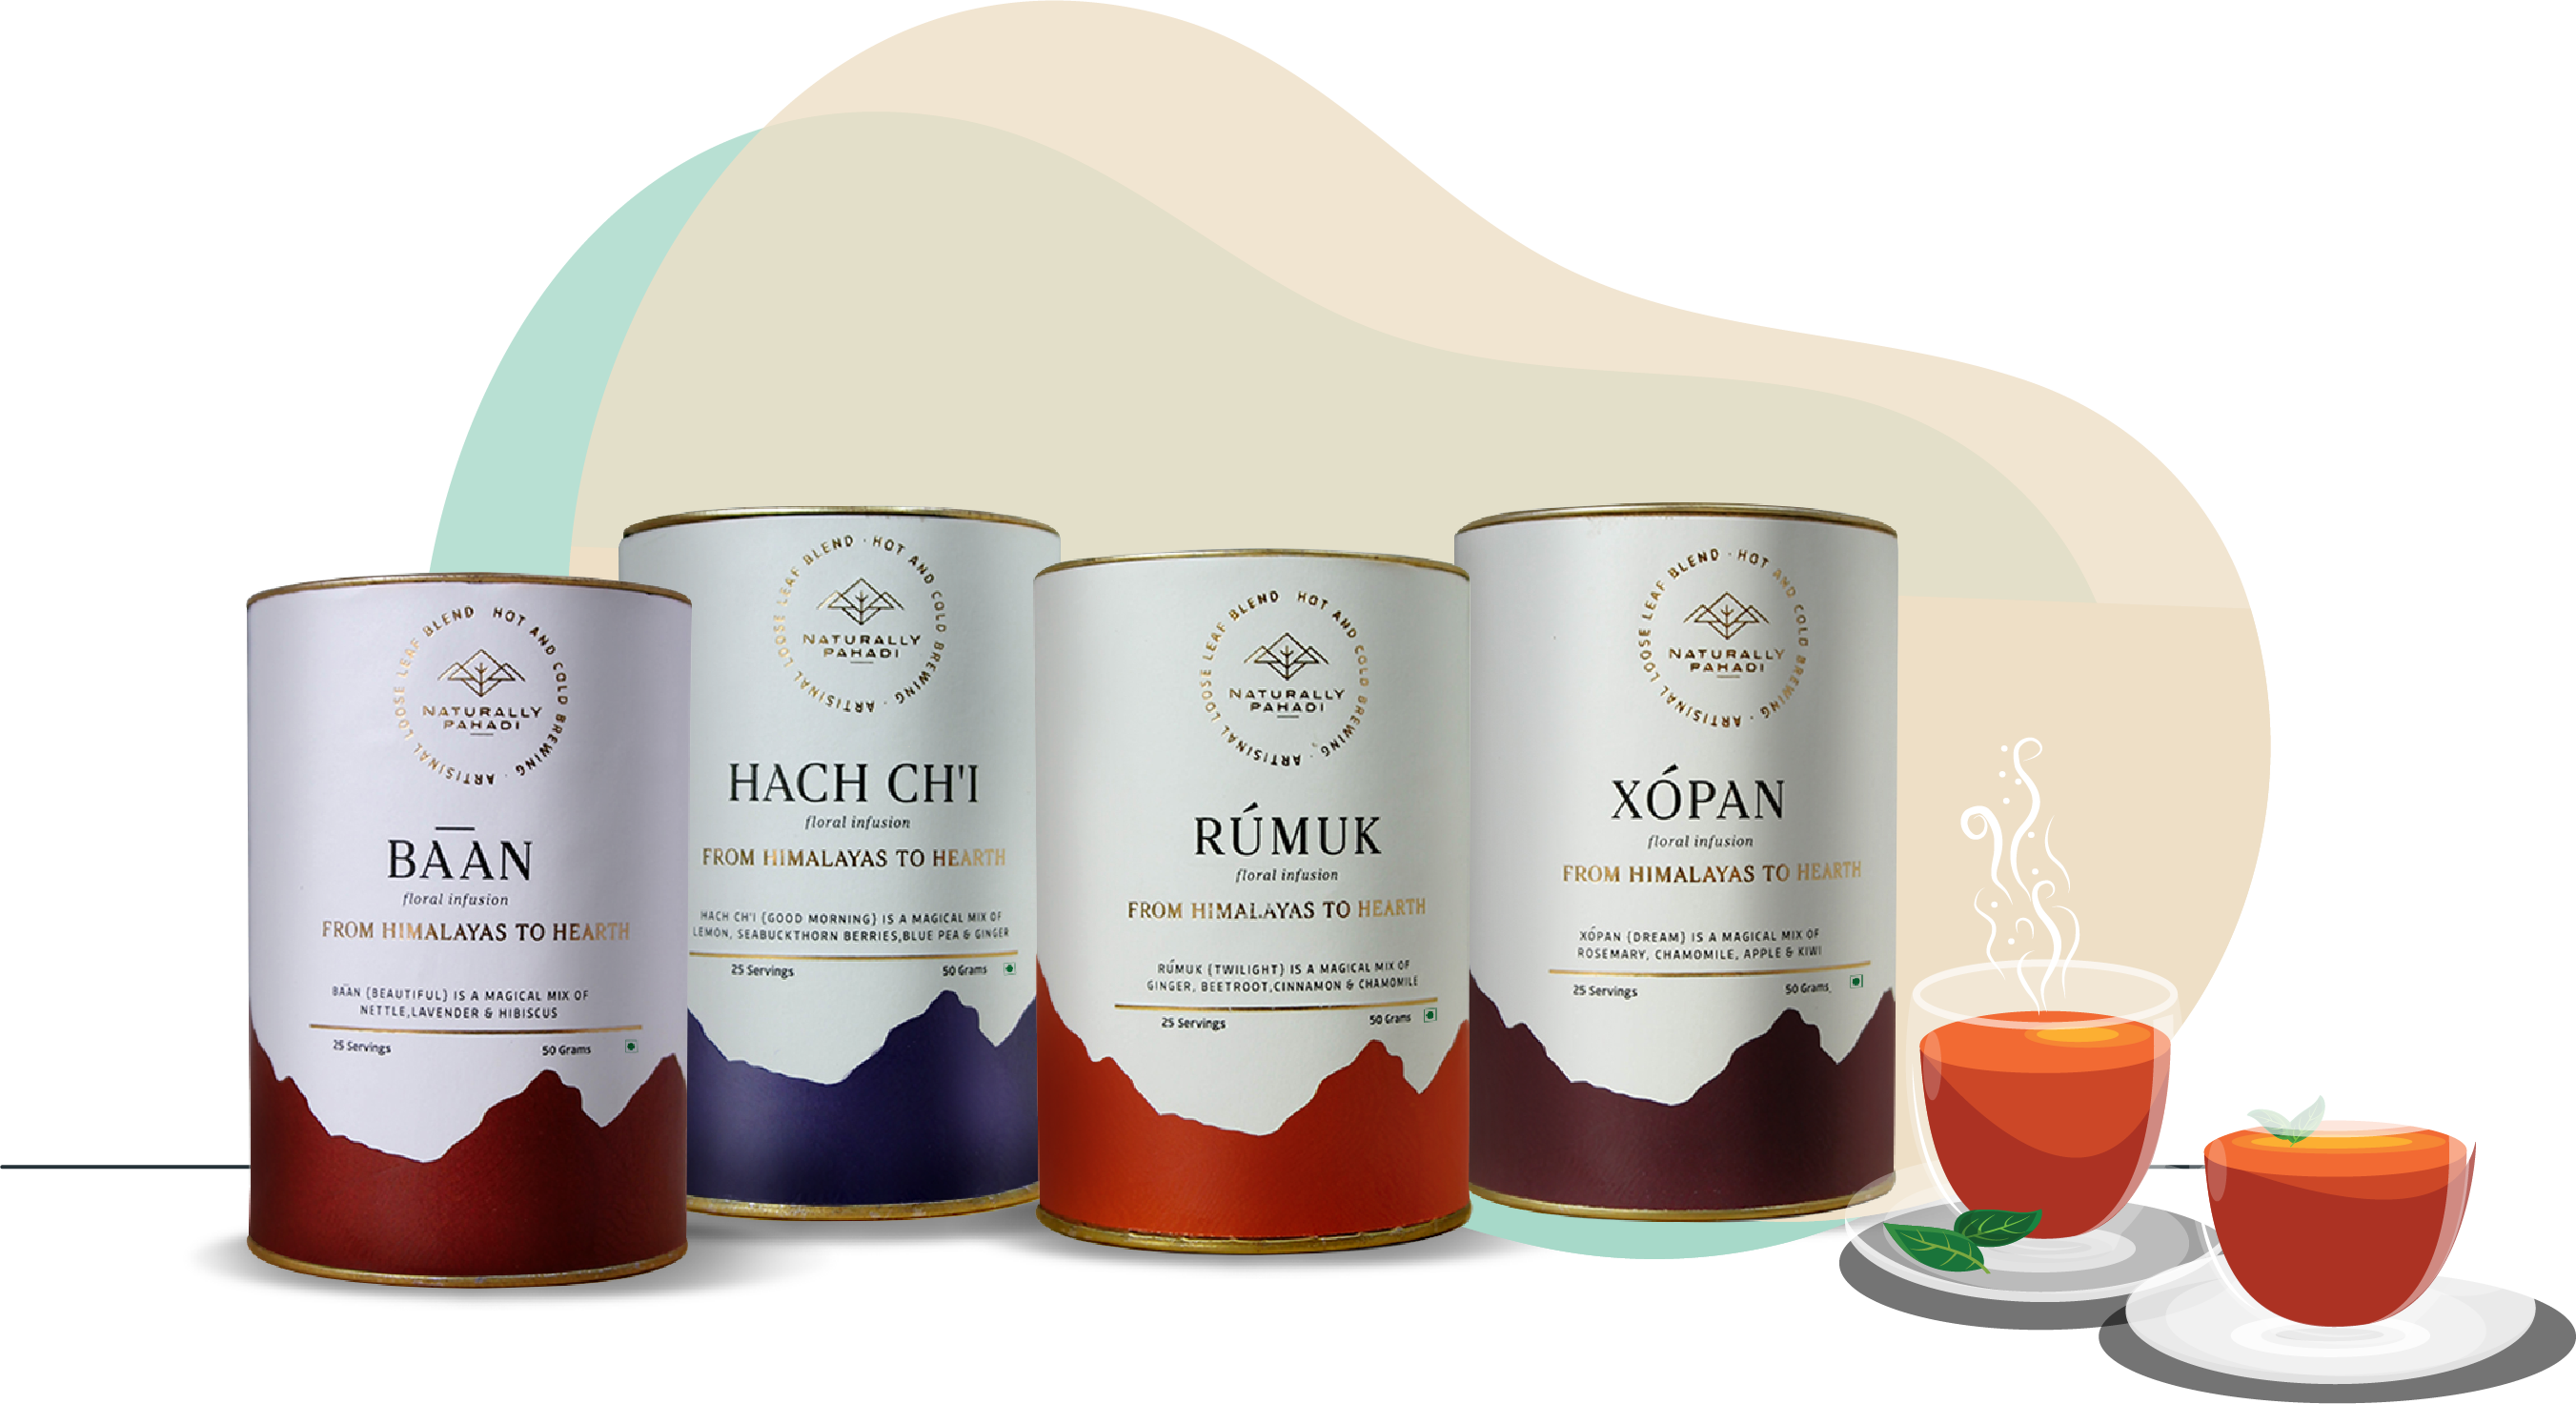 ARTISINAL LOOSE LEAF BLEND HOT AND COLD BREWING ·
NATURALLY
PAHADI
BĀĀN
floral infusion
FROM HIMALAYAS TO HEARTH
BAAN (BEAUTIFUL) IS A MAGICAL MIX OF
NETTLE,LAVENDER & HIBISCUS
25 Servings 50 Grams
ARTISINAL LOOSE LEAF BLEND · HOT AND COLD BREWING ·
NATURALLY
PAHADI
HACH CH'I
floral infusion
FROM HIMALAYAS TO HEARTH
HACH CH'I (GOOD MORNING) IS A MAGICAL MIX OF
LEMON, SEABUCKTHORN BERRIES,BLUE PEA & GINGER
25 Servings 50 Grams
ARTISINAL LOOSE LEAF BLEND HOT AND COLD BREWING ·
NATURALLY
PAHADI
RÚMUK
floral infusion
FROM HIMALAYAS TO HEARTH
RÚMUK (TWILIGHT) IS A MAGICAL MIX OF
GINGER, BEETROOT,CINNAMON & CHAMOMILE
25 Servings 50 Grams
ARTISINAL LOOSE LEAF BLEND · HOT AND COLD BREWING ·
NATURALLY
PAHADI
XÓPAN
floral infusion
FROM HIMALAYAS TO HEARTH
XÓPAN (DREAM) IS A MAGICAL MIX OF
ROSEMARY, CHAMOMILE, APPLE & KIWI
25 Servings 50 Grams